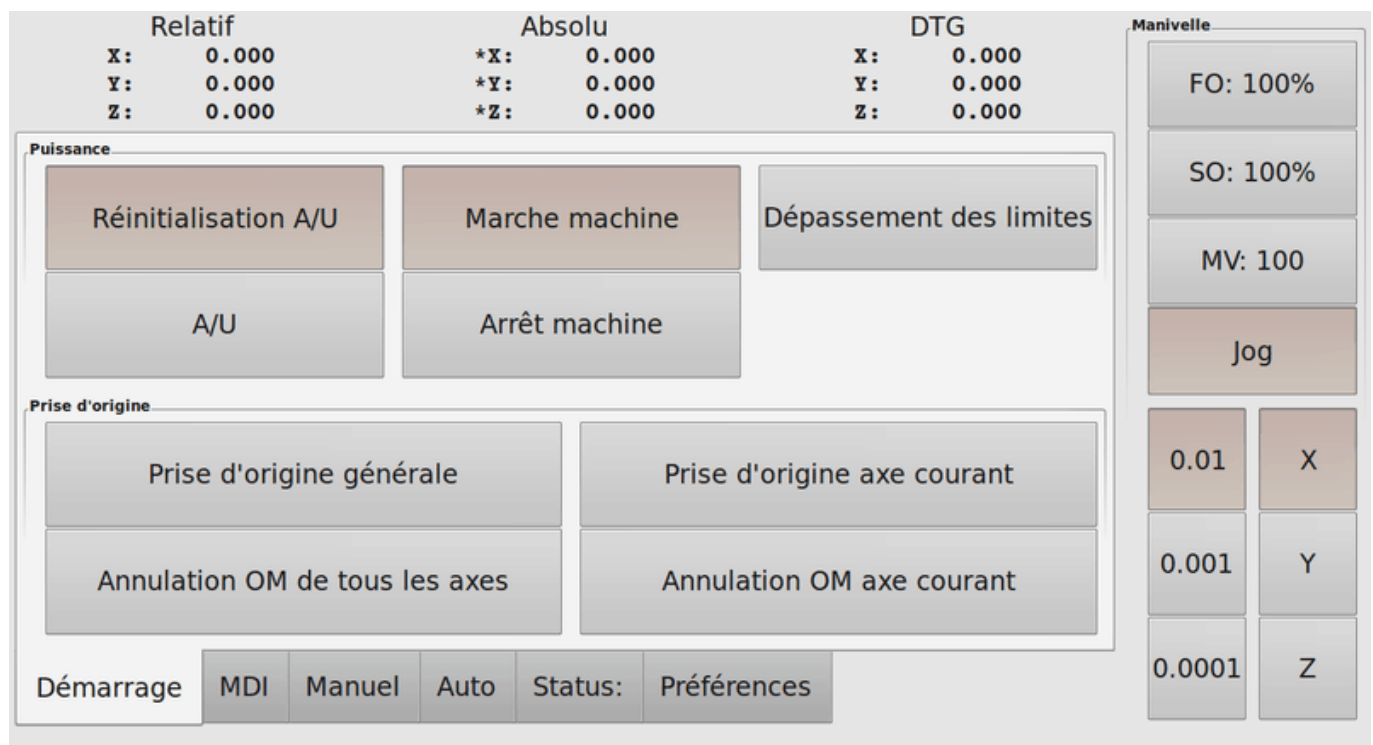 Relatif Absolu DTG
X: 0.000 *X: 0.000 X: 0.000
Y: 0.000 *Y: 0.000 Y: 0.000
Z: 0.000 *Z: 0.000 Z: 0.000
Puissance
Réinitialisation A/U Marche machine Dépassement des limites
A/U Arrêt machine
Prise d'origine
Prise d'origine générale Prise d'origine axe courant
Annulation OM de tous les axes Annulation OM axe courant
Démarrage MDI Manuel Auto Status: Préférences
Manivelle
FO: 100%
SO: 100%
MV: 100
Jog
0.01 X
0.001 Y
0.0001 Z